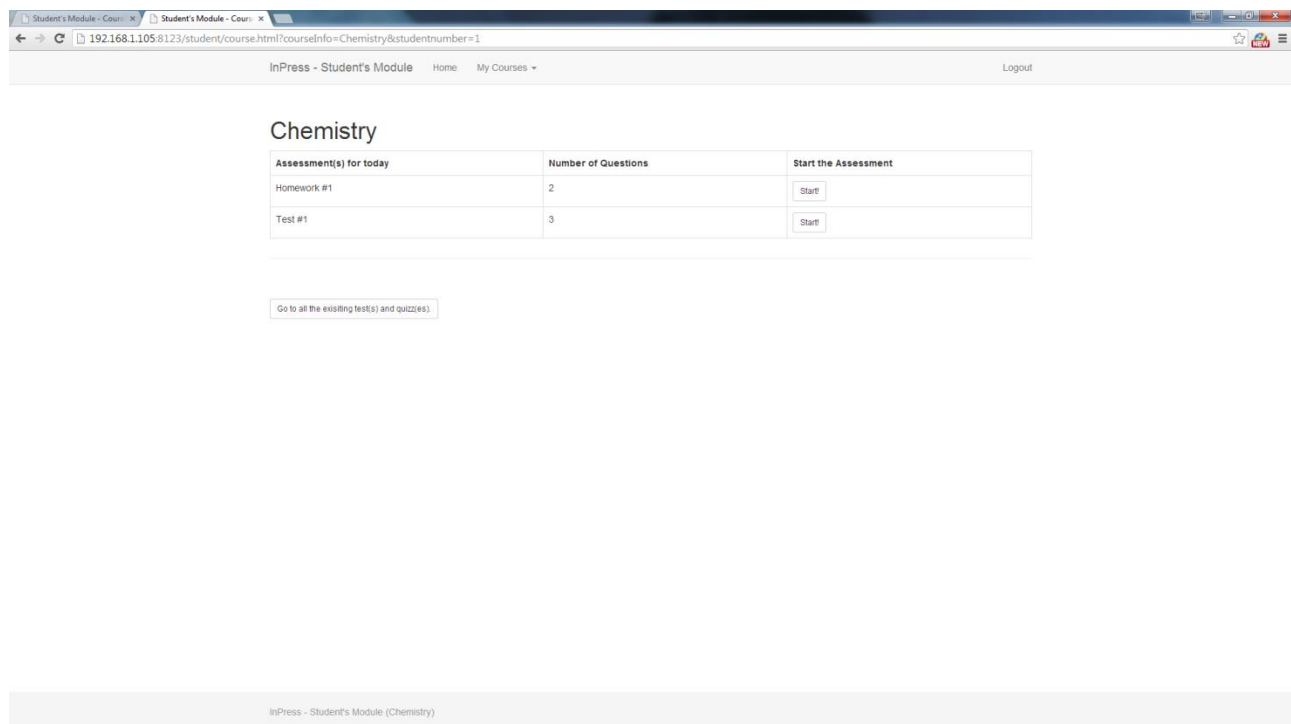 Student's Module - Cours Student's Module - Cours
192.168.1.105:8123/student/course.html?courseInfo=Chemistry&studentnumber=1
NEW
InPress - Student's Module Home My Courses Logout
Chemistry
Assessment(s) for today Number of Questions Start the Assessment
Homework #1 2 Start!
Test #1 3 Start!
Go to all the exisiting test(s) and quizz(es).
InPress - Student's Module (Chemistry)